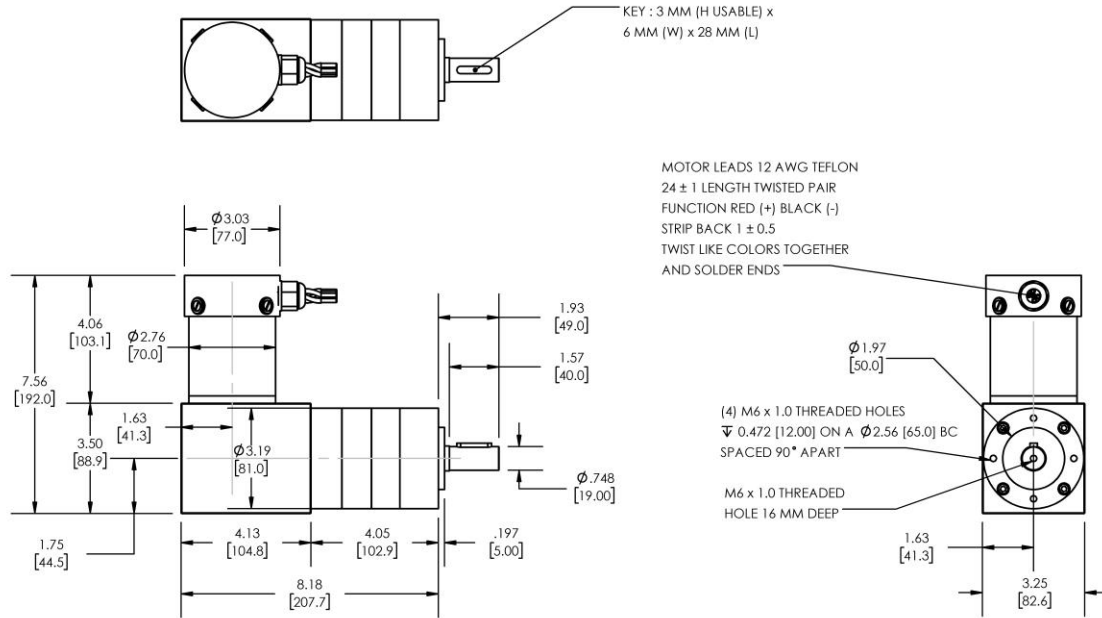 KEY : 3 MM (H USABLE) x
6 MM (W) x 28 MM (L)
MOTOR LEADS 12 AWG TEFLON
24 ± 1 LENGTH TWISTED PAIR
FUNCTION RED (+) BLACK (-)
STRIP BACK 1 ± 0.5
TWIST LIKE COLORS TOGETHER
AND SOLDER ENDS
Ø3.03
[77.0]
4.06
[103.1]
Ø2.76
[70.0]
7.56
[192.0]
1.63
[41.3]
3.50
[88.9]
Ø3.19
[81.0]
1.75
[44.5]
4.13
[104.8]
4.05
[102.9]
.197
[5.00]
8.18
[207.7]
1.93
[49.0]
1.57
[40.0]
Ø.748
[19.00]
Ø1.97
[50.0]
(4) M6 x 1.0 THREADED HOLES
↧ 0.472 [12.00] ON A Ø2.56 [65.0] BC
SPACED 90° APART
M6 x 1.0 THREADED
HOLE 16 MM DEEP
1.63
[41.3]
3.25
[82.6]